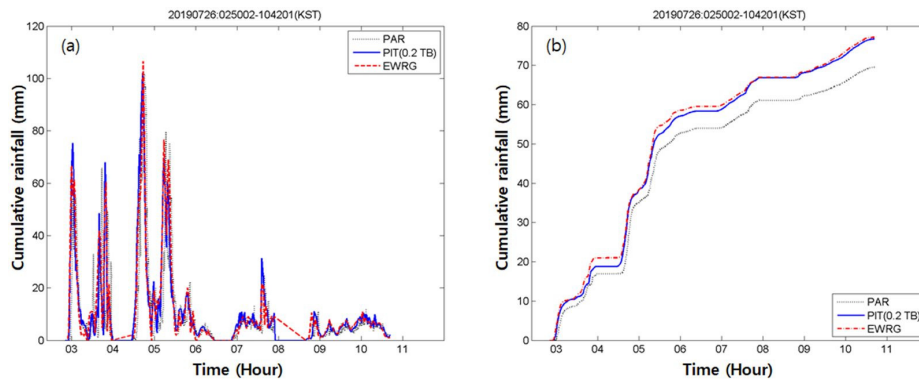 20190726:025002-104201(KST)
(a)
PAR
PIT(0.2 TB)
EWRG
Cumulative rainfall (mm)
120
100
80
60
40
20
0
03 04 05 06 07 08 09 10 11
Time (Hour)
20190726:025002-104201(KST)
(b)
Cumulative rainfall (mm)
80
70
60
50
40
30
20
10
0
PAR
PIT(0.2 TB)
EWRG
03 04 05 06 07 08 09 10 11
Time (Hour)